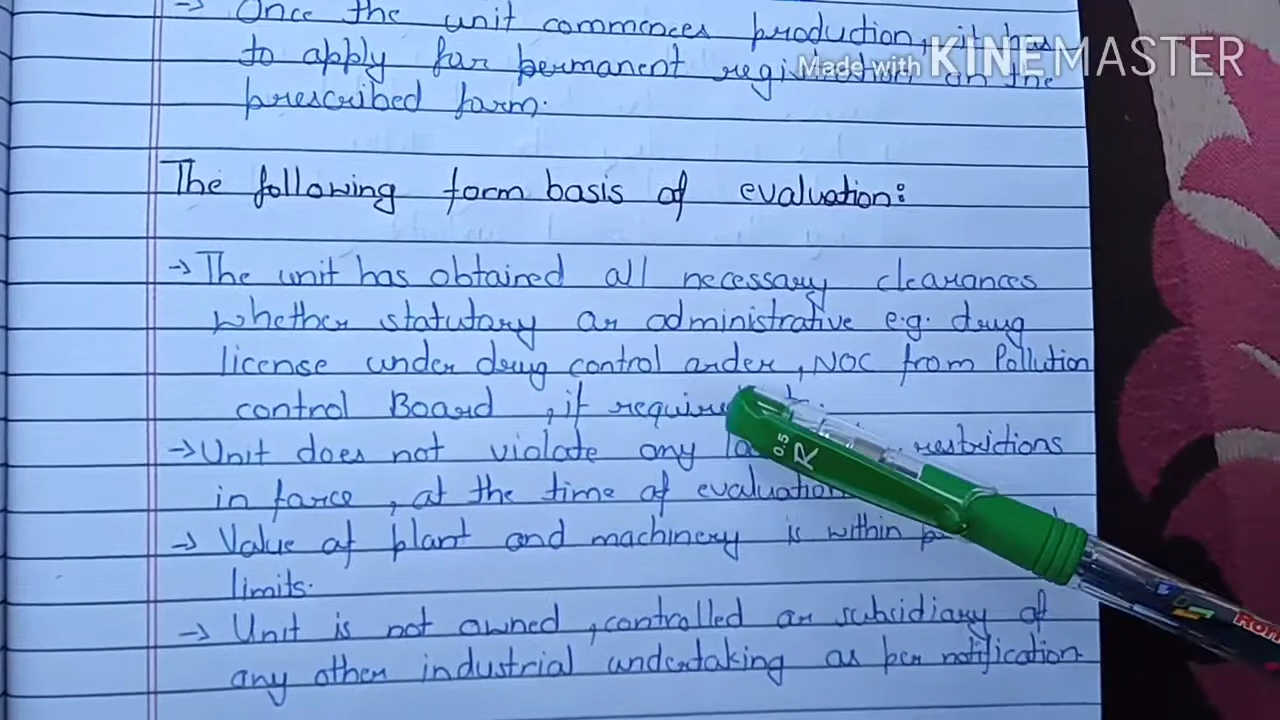 → Once the unit commences production, it has
to apply for permanent registration on the
prescribed form.
Made with KINEMASTER
The following form basis of evaluation:
→ The unit has obtained all necessary clearances
whether statutary or administrative e.g. drug
license under drug control order, NOC from Pollution
control Board, if require
→ Unit does not violate any restrictions
in force, at the time of evaluation
→ Value of plant and machinery is within
limits.
→ Unit is not owned, controlled or subsidiary of
any other industrial undertaking as per notification.
0.5
R